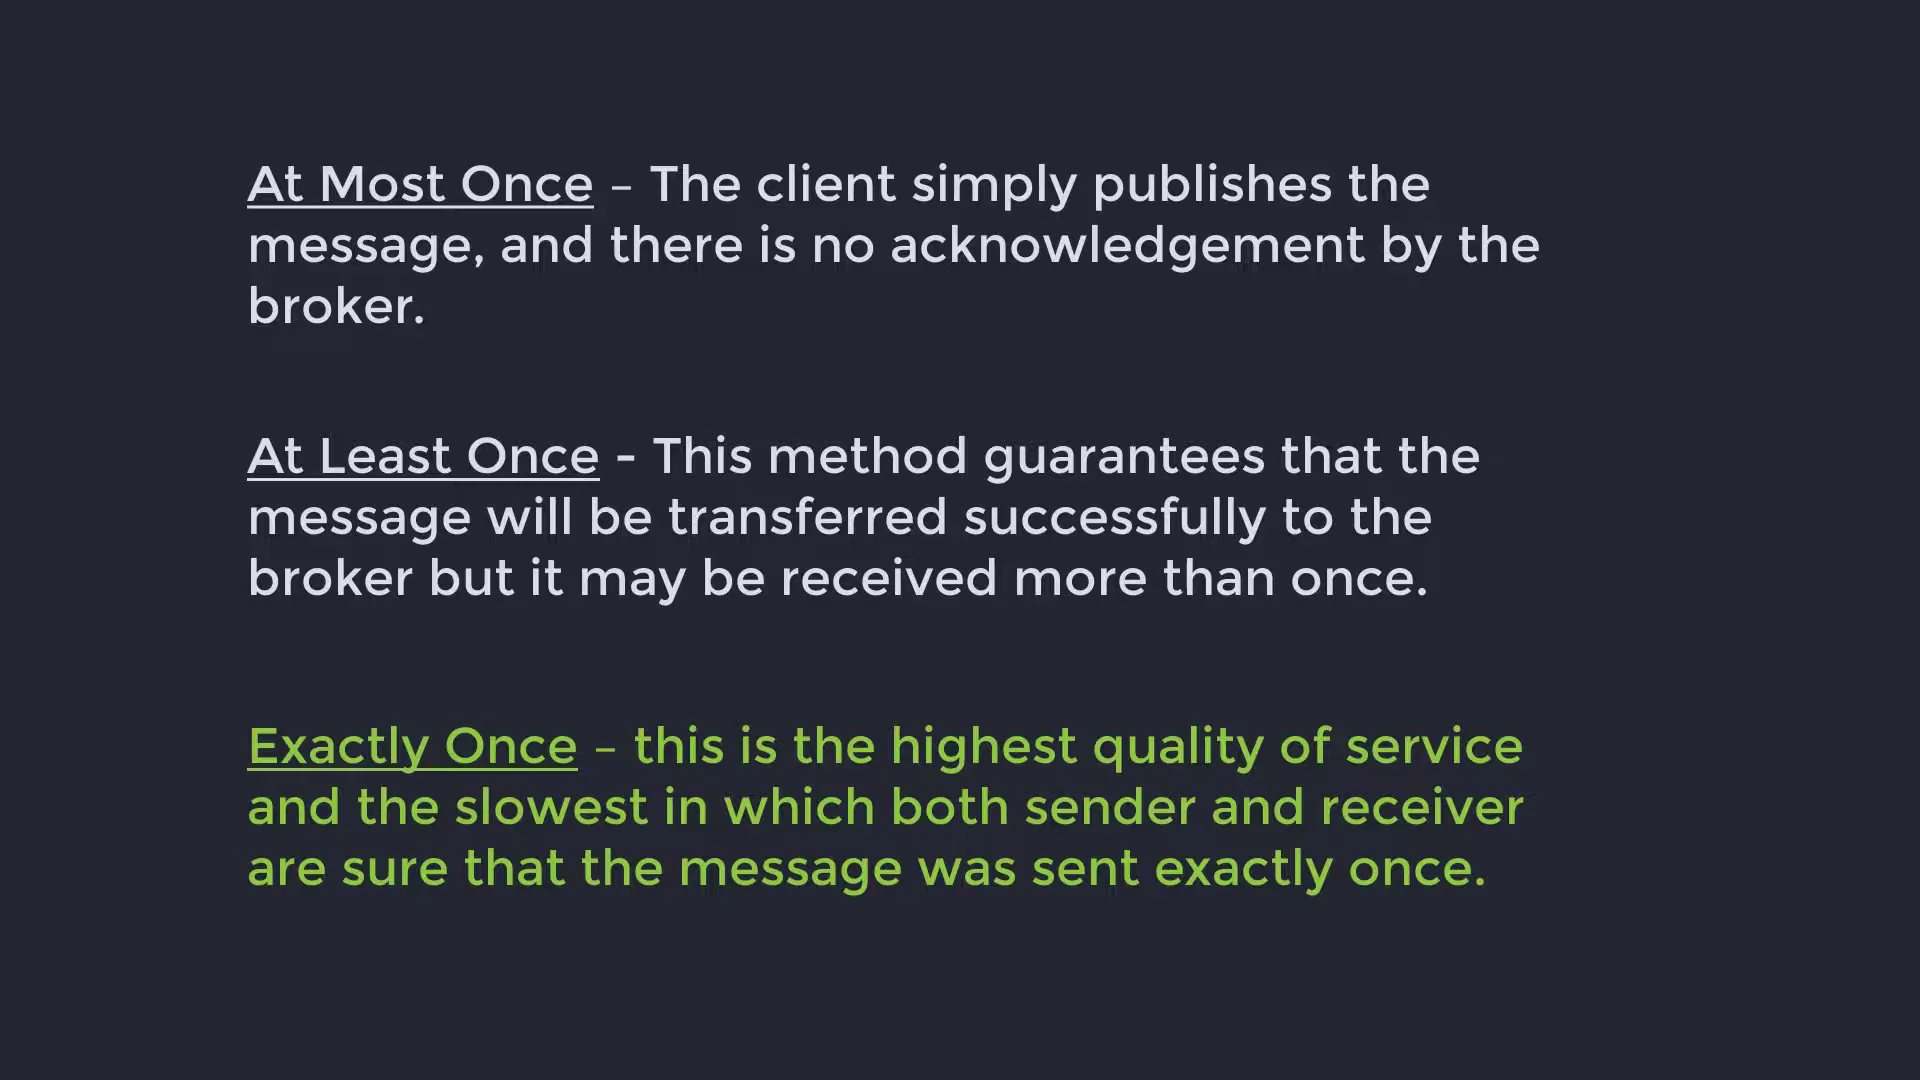 At Most Once – The client simply publishes the
message, and there is no acknowledgement by the
broker.
At Least Once - This method guarantees that the
message will be transferred successfully to the
broker but it may be received more than once.
Exactly Once – this is the highest quality of service
and the slowest in which both sender and receiver
are sure that the message was sent exactly once.